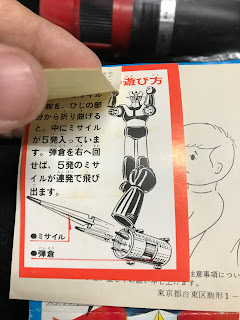 遊び方
腕を、ひじの部
分から折り曲げる
と、中にミサイル
が5発入っていま
す。弾倉を右へ回
せば、5発のミサ
イルが連発で飛び
出ます。
●ミサイル
●弾倉
注意事項につい
東京都台東区駒形1−